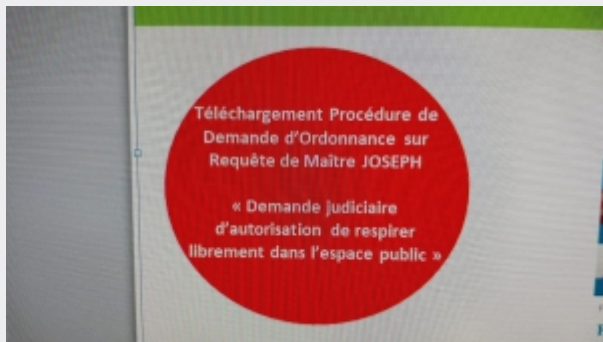 Téléchargement Procédure de
Demande d'Ordonnance sur
Requête de Maître JOSEPH
« Demande judiciaire
d'autorisation de respirer
librement dans l'espace public »